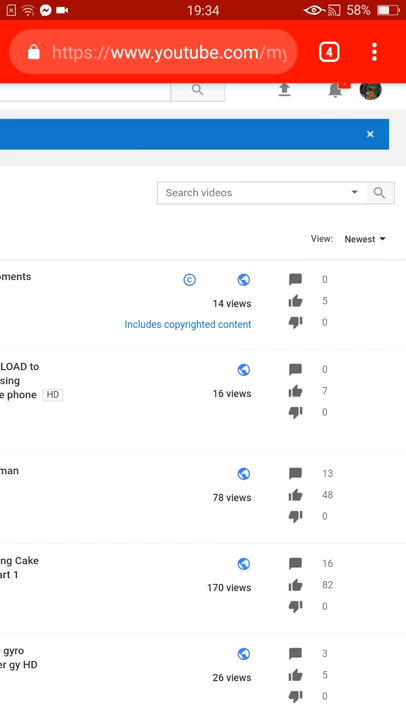 19:34
58%
https://www.youtube.com/my
4
×
Search videos
View: Newest
oments
14 views
Includes copyrighted content
0
5
0
LOAD to
sing
e phone HD
16 views
0
7
0
man
78 views
13
48
0
ng Cake
art 1
170 views
16
82
0
gyro
er gy HD
26 views
3
5
0